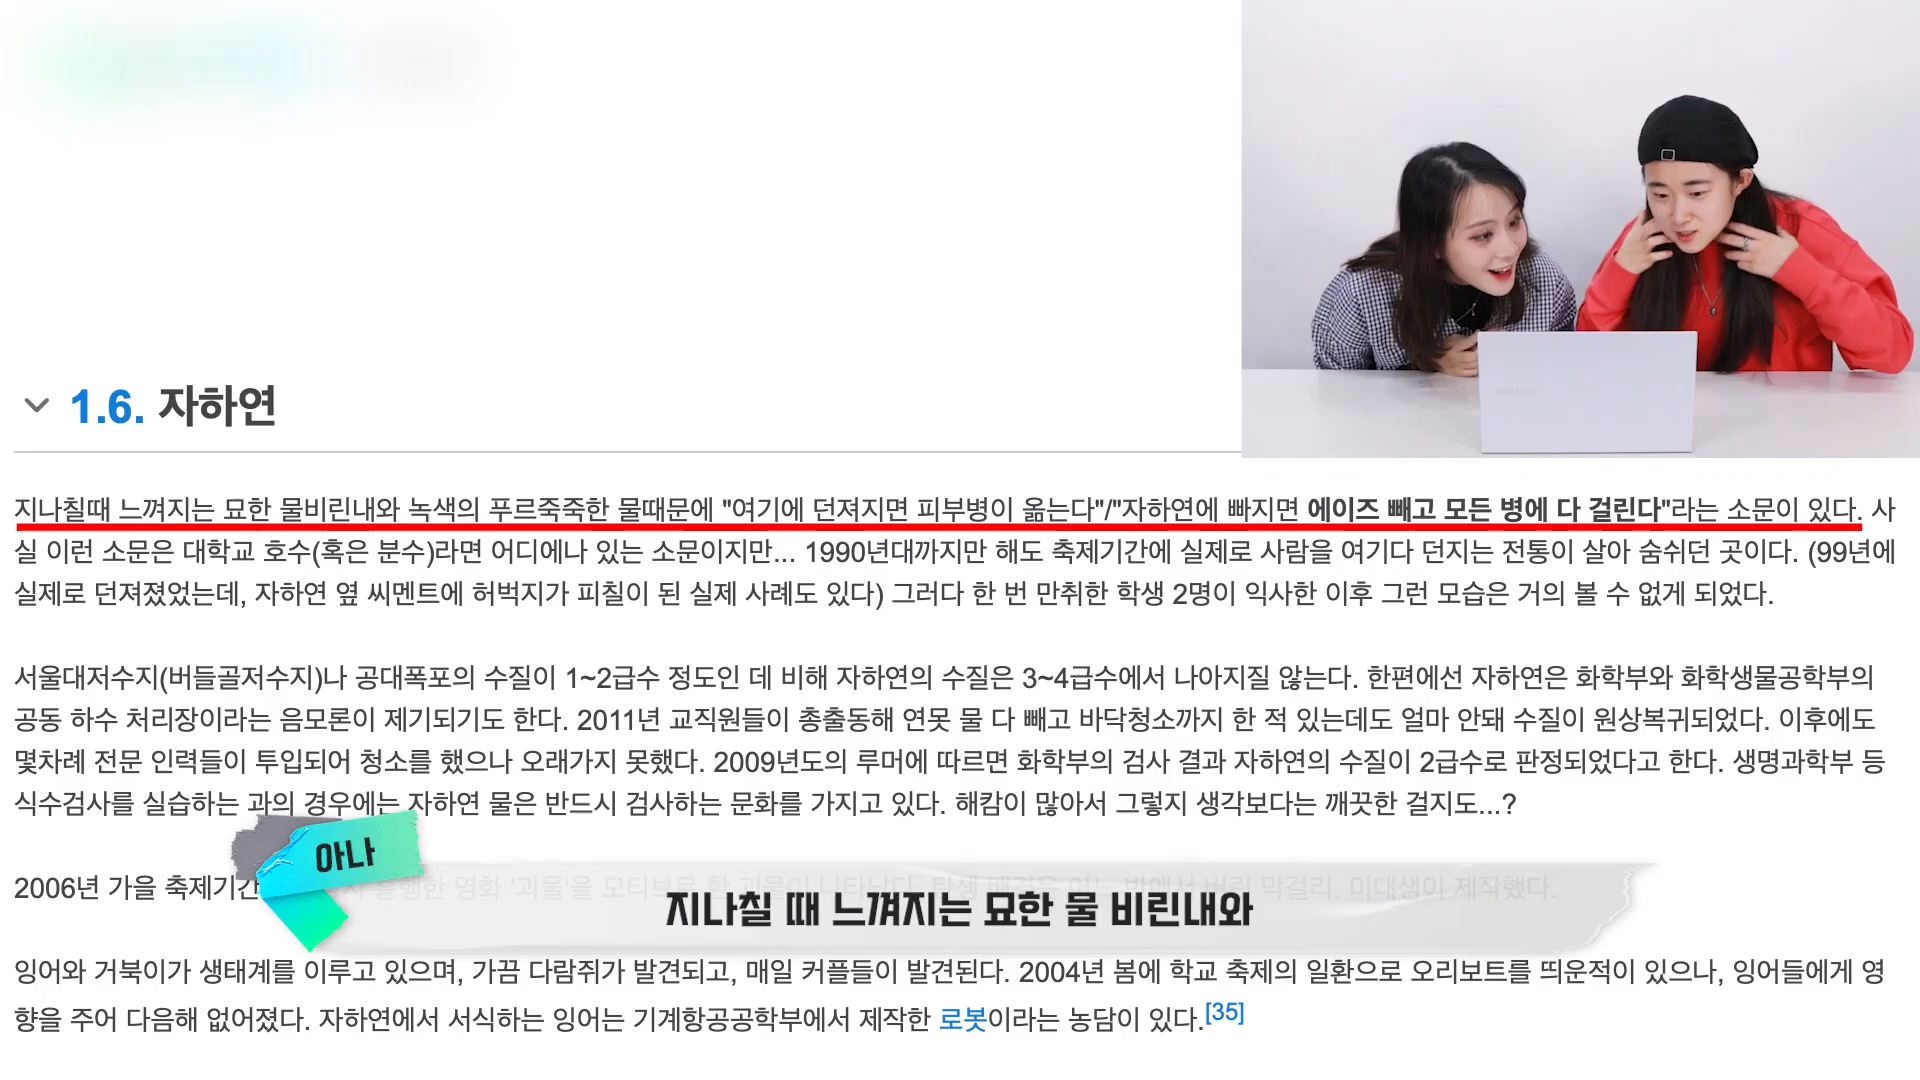 1.6. 자하연
지나칠때 느껴지는 묘한 물비린내와 녹색의 푸르죽죽한 물때문에 "여기에 던져지면 피부병이 옮는다"/"자하연에 빠지면 에이즈 빼고 모든 병에 다 걸린다"라는 소문이 있다. 사
실 이런 소문은 대학교 호수(혹은 분수)라면 어디에나 있는 소문이지만... 1990년대까지만 해도 축제기간에 실제로 사람을 여기다 던지는 전통이 살아 숨쉬던 곳이다. (99년에
실제로 던져졌었는데, 자하연 옆 씨멘트에 허벅지가 피칠이 된 실제 사례도 있다) 그러다 한 번 만취한 학생 2명이 익사한 이후 그런 모습은 거의 볼 수 없게 되었다.
서울대저수지(버들골저수지)나 공대폭포의 수질이 1~2급수 정도인 데 비해 자하연의 수질은 3~4급수에서 나아지질 않는다. 한편에선 자하연은 화학부와 화학생물공학부의
공동 하수 처리장이라는 음모론이 제기되기도 한다. 2011년 교직원들이 총출동해 연못 물 다 빼고 바닥청소까지 한 적 있는데도 얼마 안돼 수질이 원상복귀되었다. 이후에도
몇차례 전문 인력들이 투입되어 청소를 했으나 오래가지 못했다. 2009년도의 루머에 따르면 화학부의 검사 결과 자하연의 수질이 2급수로 판정되었다고 한다. 생명과학부 등
식수검사를 실습하는 과의 경우에는 자하연 물은 반드시 검사하는 문화를 가지고 있다. 해캄이 많아서 그렇지 생각보다는 깨끗한 걸지도...?
아나
2006년 가을 축제기간 흥행한 영화 '괴물'을 모티브로 한 괴물이 나타났다. 막걸리. 미대생이 제작했다.
지나칠 때 느껴지는 묘한 물 비린내와
잉어와 거북이가 생태계를 이루고 있으며, 가끔 다람쥐가 발견되고, 매일 커플들이 발견된다. 2004년 봄에 학교 축제의 일환으로 오리보트를 띄운적이 있으나, 잉어들에게 영
향을 주어 다음해 없어졌다. 자하연에서 서식하는 잉어는 기계항공공학부에서 제작한 로봇이라는 농담이 있다.[35]